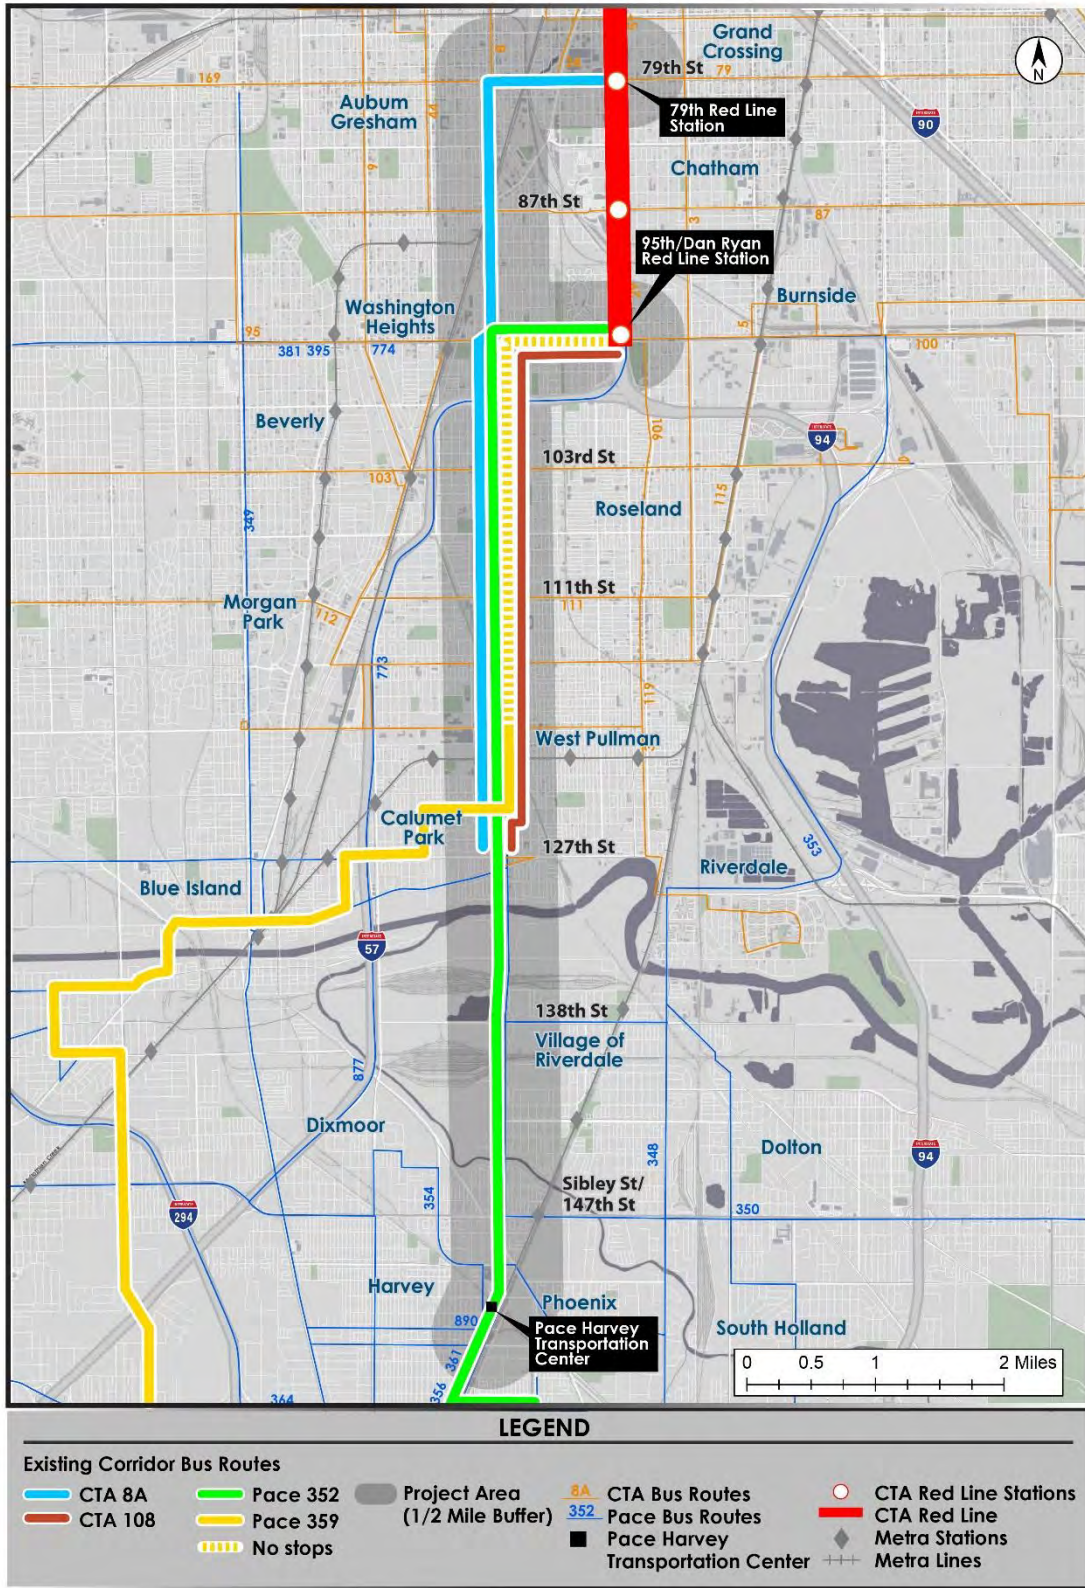 Grand
Crossing
79th St
79
169
8
24
N
Auburn
Gresham
44
79th Red Line
Station
90
Chatham
9
87th St
3
87
95th/Dan Ryan
Red Line Station
Washington
Heights
Burnside
95
381 395
774
5
100
Beverly
94
103rd St
103
Roseland
115
349
111th St
111
Morgan
Park
112
773
119
West Pullman
Calumet
Park
127th St
353
Riverdale
Blue Island
57
138th St
Village of
Riverdale
877
Dixmoor
Dolton
94
348
354
Sibley St/
147th St
350
294
Harvey
Phoenix
890
Pace Harvey
Transportation
Center
South Holland
361
356
364
0 0.5 1 2 Miles
LEGEND
Existing Corridor Bus Routes
CTA 8A
CTA 108
Pace 352
Pace 359
No stops
Project Area
(1/2 Mile Buffer)
8A CTA Bus Routes
352 Pace Bus Routes
Pace Harvey
Transportation Center
CTA Red Line Stations
CTA Red Line
Metra Stations
Metra Lines